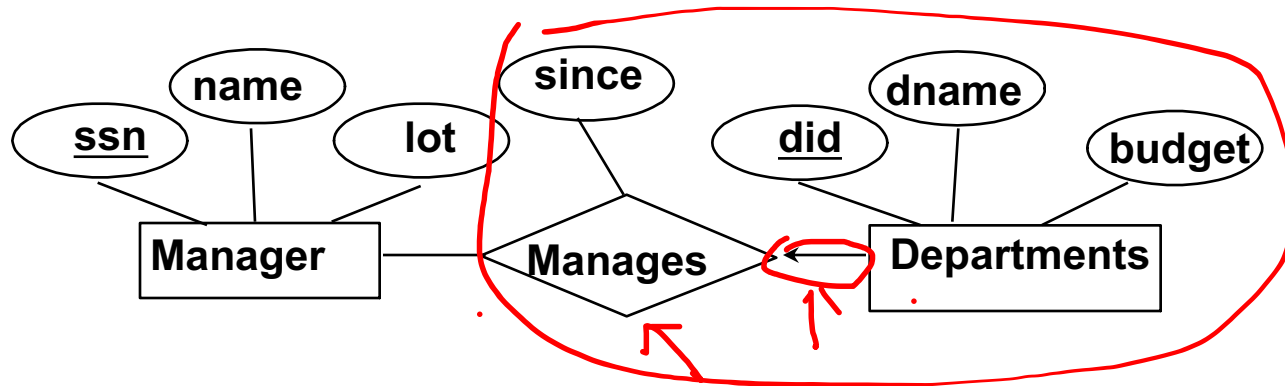 name
since
dname
ssn
lot
did
budget
Manager
Manages
Departments